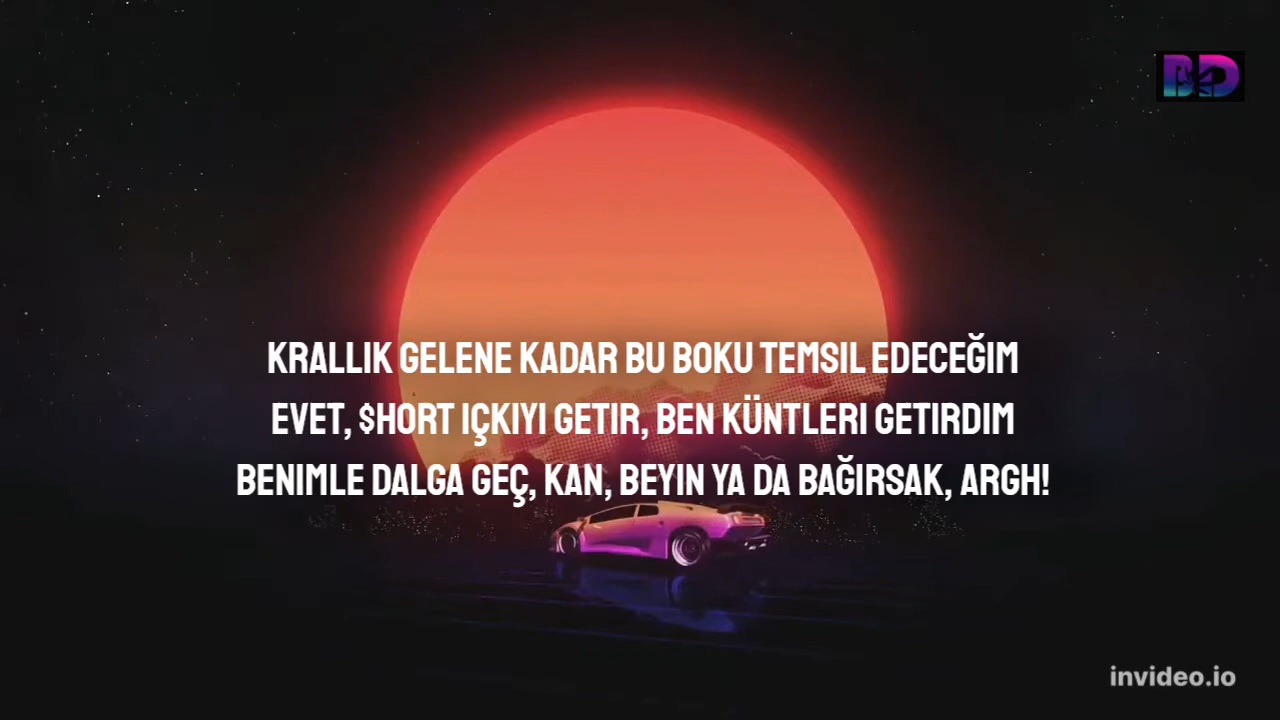 BD
KRALLIK GELENE KADAR BU BOKU TEMSIL EDECEĞIM
EVET, $HORT IÇKIYI GETIR, BEN KÜNTLERI GETIRDIM
BENIMLE DALGA GEÇ, KAN, BEYIN YA DA BAĞIRSAK, ARGH!
invideo.io